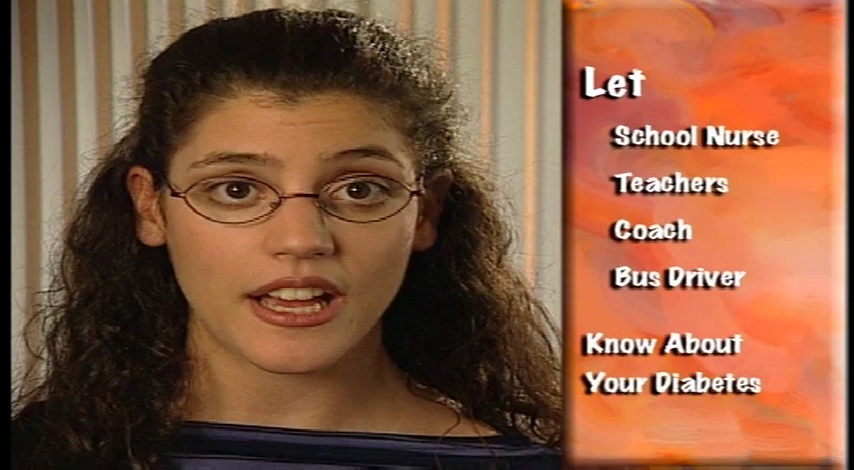 Let
School Nurse
Teachers
Coach
Bus Driver
Know About
Your Diabetes